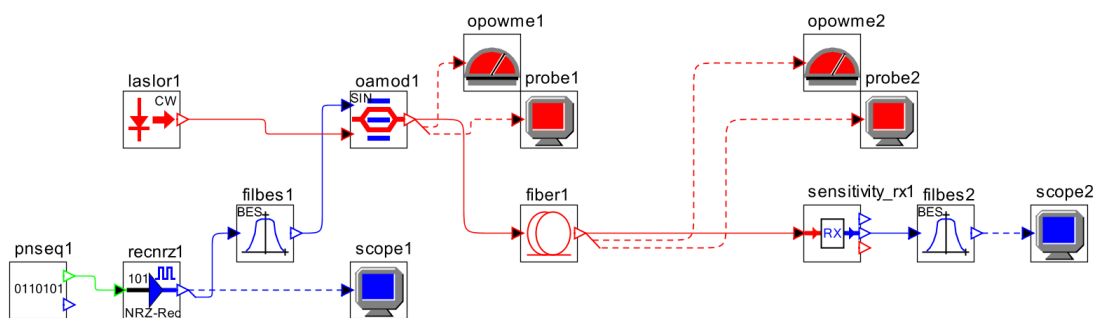 opowme1
opowme2
laslor1
oamod1
probe1
probe2
CW
SIN
filbes1
fiber1
sensitivity_rx1
filbes2
scope2
BES
RX
BES
pnseq1
recnrz1
scope1
0110101
101
NRZ-Rec